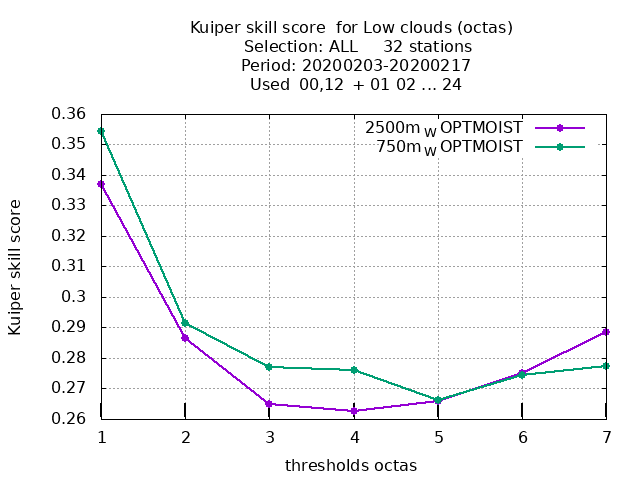 Kuiper skill score  for Low clouds (octas)
Selection: ALL     32 stations
Period: 20200203-20200217
Used  00,12  + 01 02 ... 24
2500m W OPTMOIST
750m W OPTMOIST
0.36
0.35
0.34
0.33
0.32
0.31
0.3
0.29
0.28
0.27
0.26
Kuiper skill score
1 2 3 4 5 6 7
thresholds octas